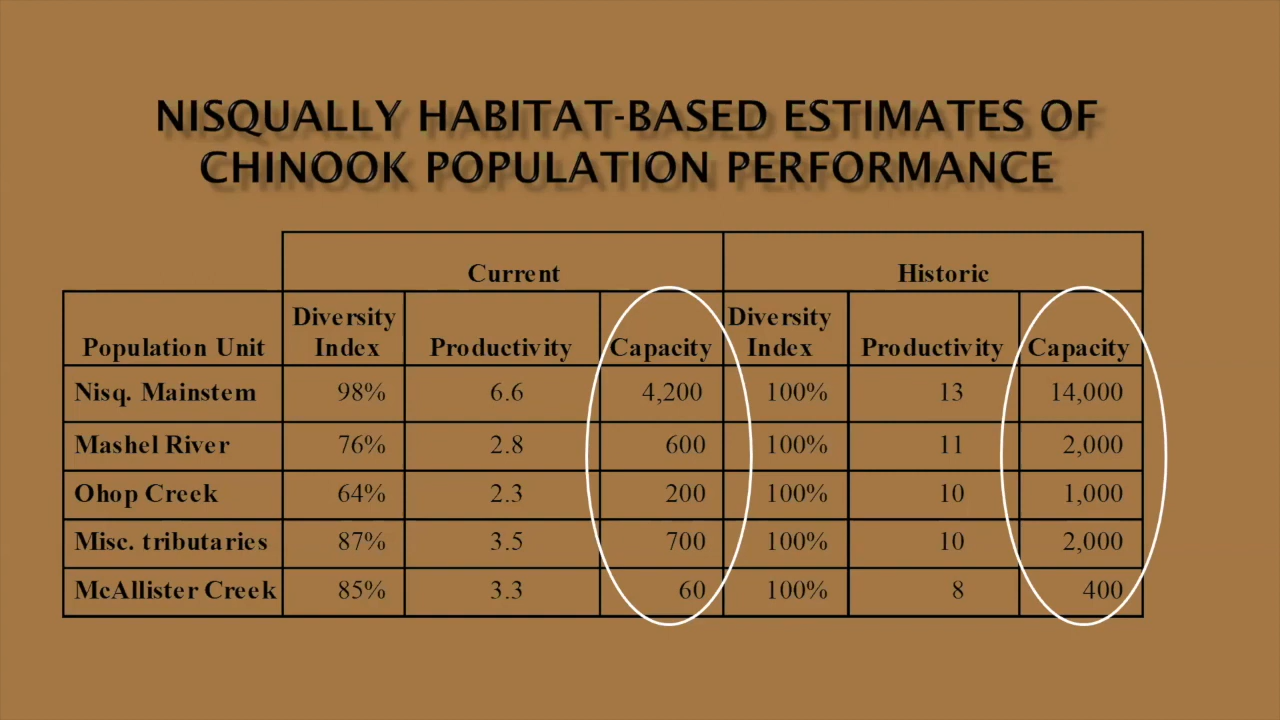 NISQUALLY HABITAT-BASED ESTIMATES OF
CHINOOK POPULATION PERFORMANCE
Current Historic
Population Unit Diversity Index Productivity Capacity Diversity Index Productivity Capacity
Nisq. Mainstem 98% 6.6 4,200 100% 13 14,000
Mashel River 76% 2.8 600 100% 11 2,000
Ohop Creek 64% 2.3 200 100% 10 1,000
Misc. tributaries 87% 3.5 700 100% 10 2,000
McAllister Creek 85% 3.3 60 100% 8 400